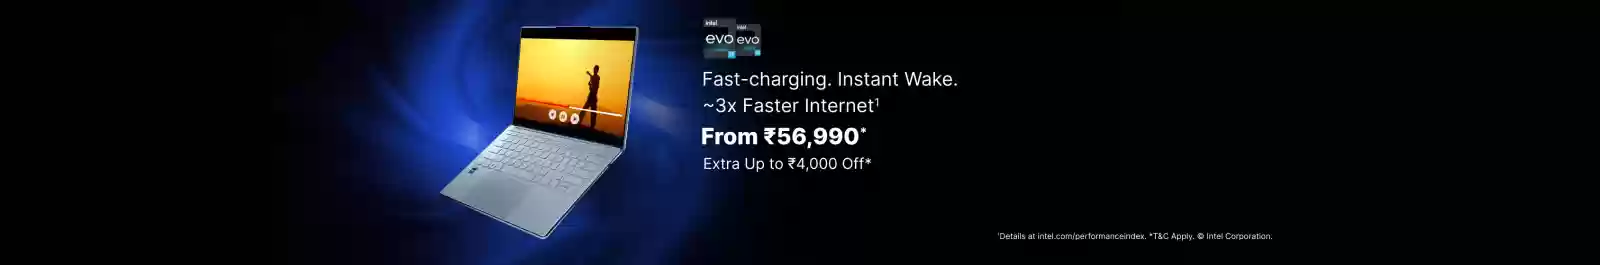 intel
evo
intel
evo
Fast-charging. Instant Wake.
~3x Faster Internet¹
From ₹56,990*
Extra Up to ₹4,000 Off*
¹Details at intel.com/performanceindex. *T&C Apply. © Intel Corporation.